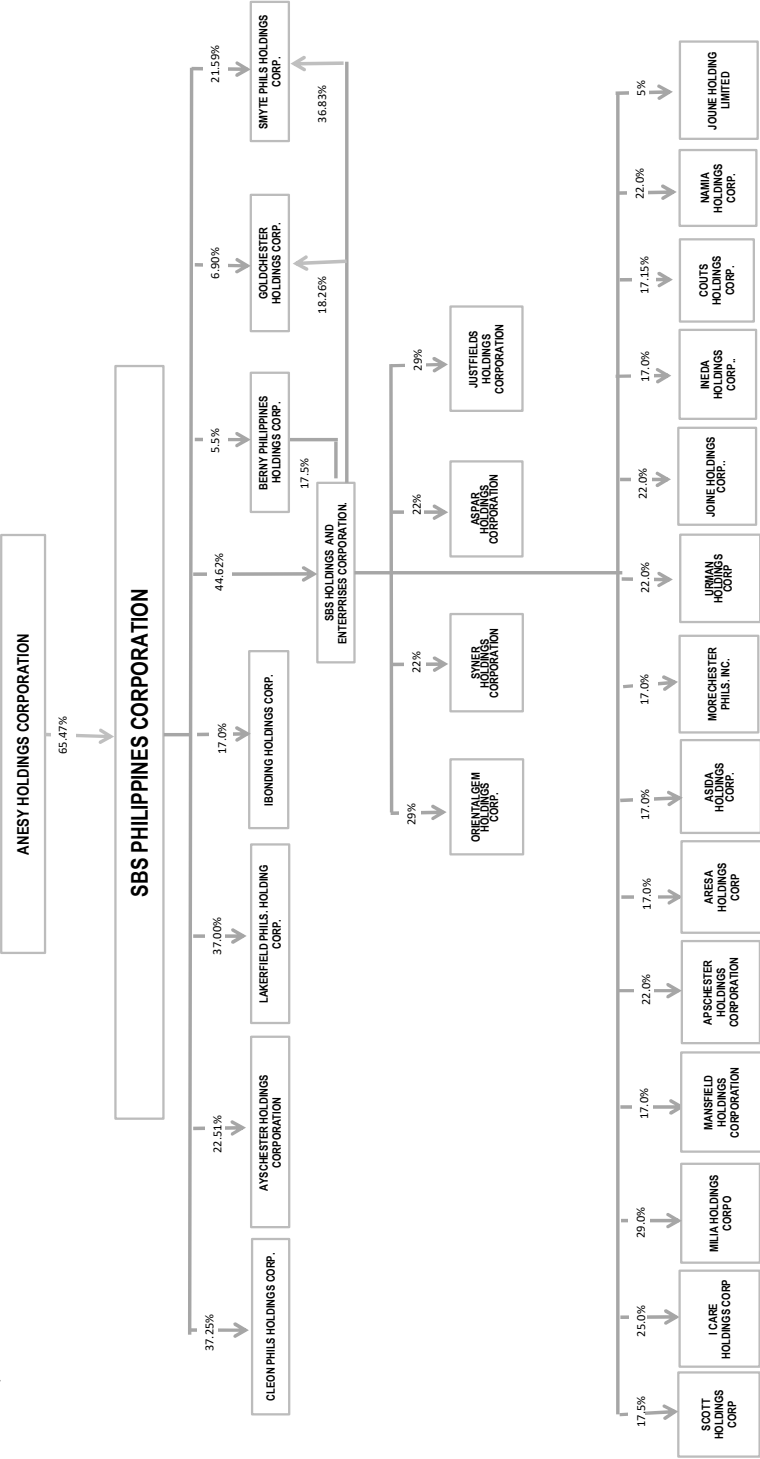 ANESY HOLDINGS CORPORATION
65.47%
SBS PHILIPPINES CORPORATION
37.25%
22.51%
37.00%
17.0%
44.62%
5.5%
6.90%
21.59%
CLEON PHILS HOLDINGS CORP.
AYSCHESTER HOLDINGS
CORPORATION
LAKERFIELD PHILS. HOLDING
CORP.
IBONDING HOLDINGS CORP.
BERNY PHILIPPINES
HOLDINGS CORP.
GOLDCHESTER
HOLDINGS CORP.
SMYTE PHILS HOLDINGS
CORP.
17.5%
18.26%
36.83%
SBS HOLDINGS AND
ENTERPRISES CORPORATION.
29%
22%
22%
29%
ORIENTALGEM
HOLDINGS
CORP.
SYNER
HOLDINGS
CORPORATION
ASPAR
HOLDINGS
CORPORATION
JUSTFIELDS
HOLDINGS
CORPORATION
17.5%
25.0%
29.0%
17.0%
22.0%
17.0%
17.0%
17.0%
22.0%
22.0%
17.0%
17.15%
22.0%
5%
SCOTT
HOLDINGS
CORP
I CARE
HOLDINGS CORP
MILIA HOLDINGS
CORPO
MANSFIELD
HOLDINGS
CORPORATION
APSCHESTER
HOLDINGS
CORPORATION
ARESA
HOLDINGS
CORP
ASIDA
HOLDINGS
CORP.
MORECHESTER
PHILS. INC.
URMAN
HOLDINGS
CORP
JOINE HOLDINGS
CORP..
INEDA
HOLDINGS
CORP..
COUTS
HOLDINGS
CORP.
NAMIA
HOLDINGS
CORP.
JOUNE HOLDING
LIMITED